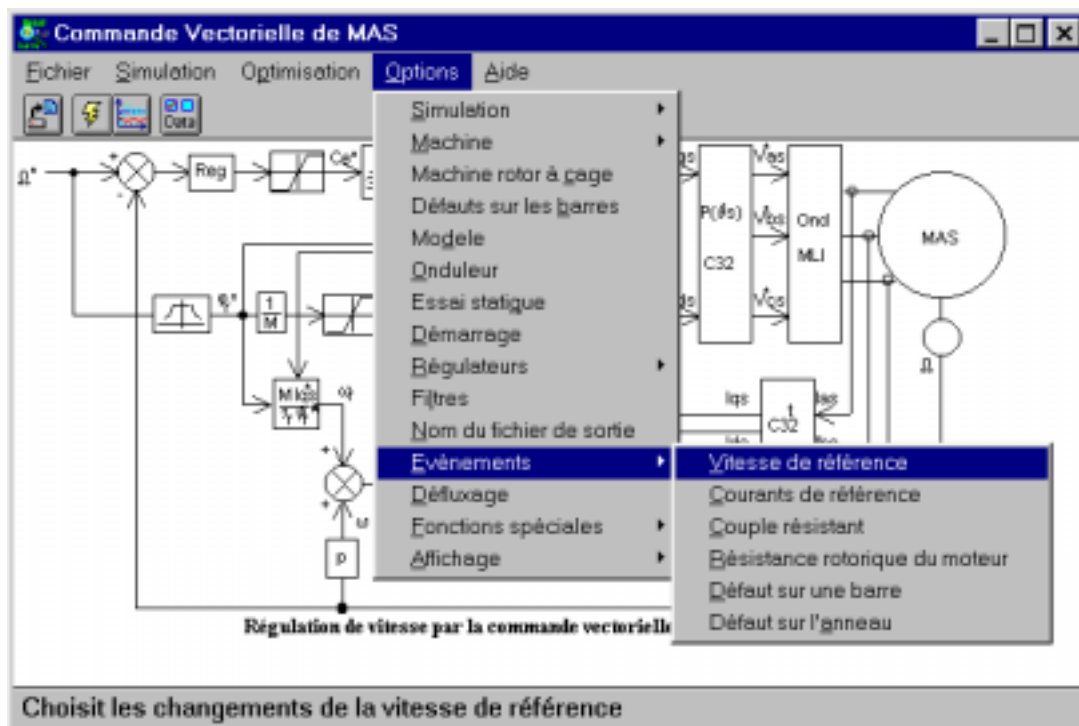 Commande Vectorielle de MAS
Fichier Simulation Optimisation Options Aide
Data
Simulation
Machine
Machine rotor à cage
Défauts sur les barres
Modele
Onduleur
Essai statique
Démarrage
Régulateurs
Filtres
Nom du fichier de sortie
Evènements
Défluxage
Fonctions spéciales
Affichage
Vitesse de référence
Courants de référence
Couple résistant
Résistance rotorique du moteur
Défaut sur une barre
Défaut sur l'anneau
Ω*
Reg
Ce*
P(θs)
C32
Vas
Vbs
Vcs
Ond
MLI
MAS
Ω
1
M
M Iqs
Iqs
Ias
t
C32
p
ω
Régulation de vitesse par la commande vectorielle
Choisit les changements de la vitesse de référence